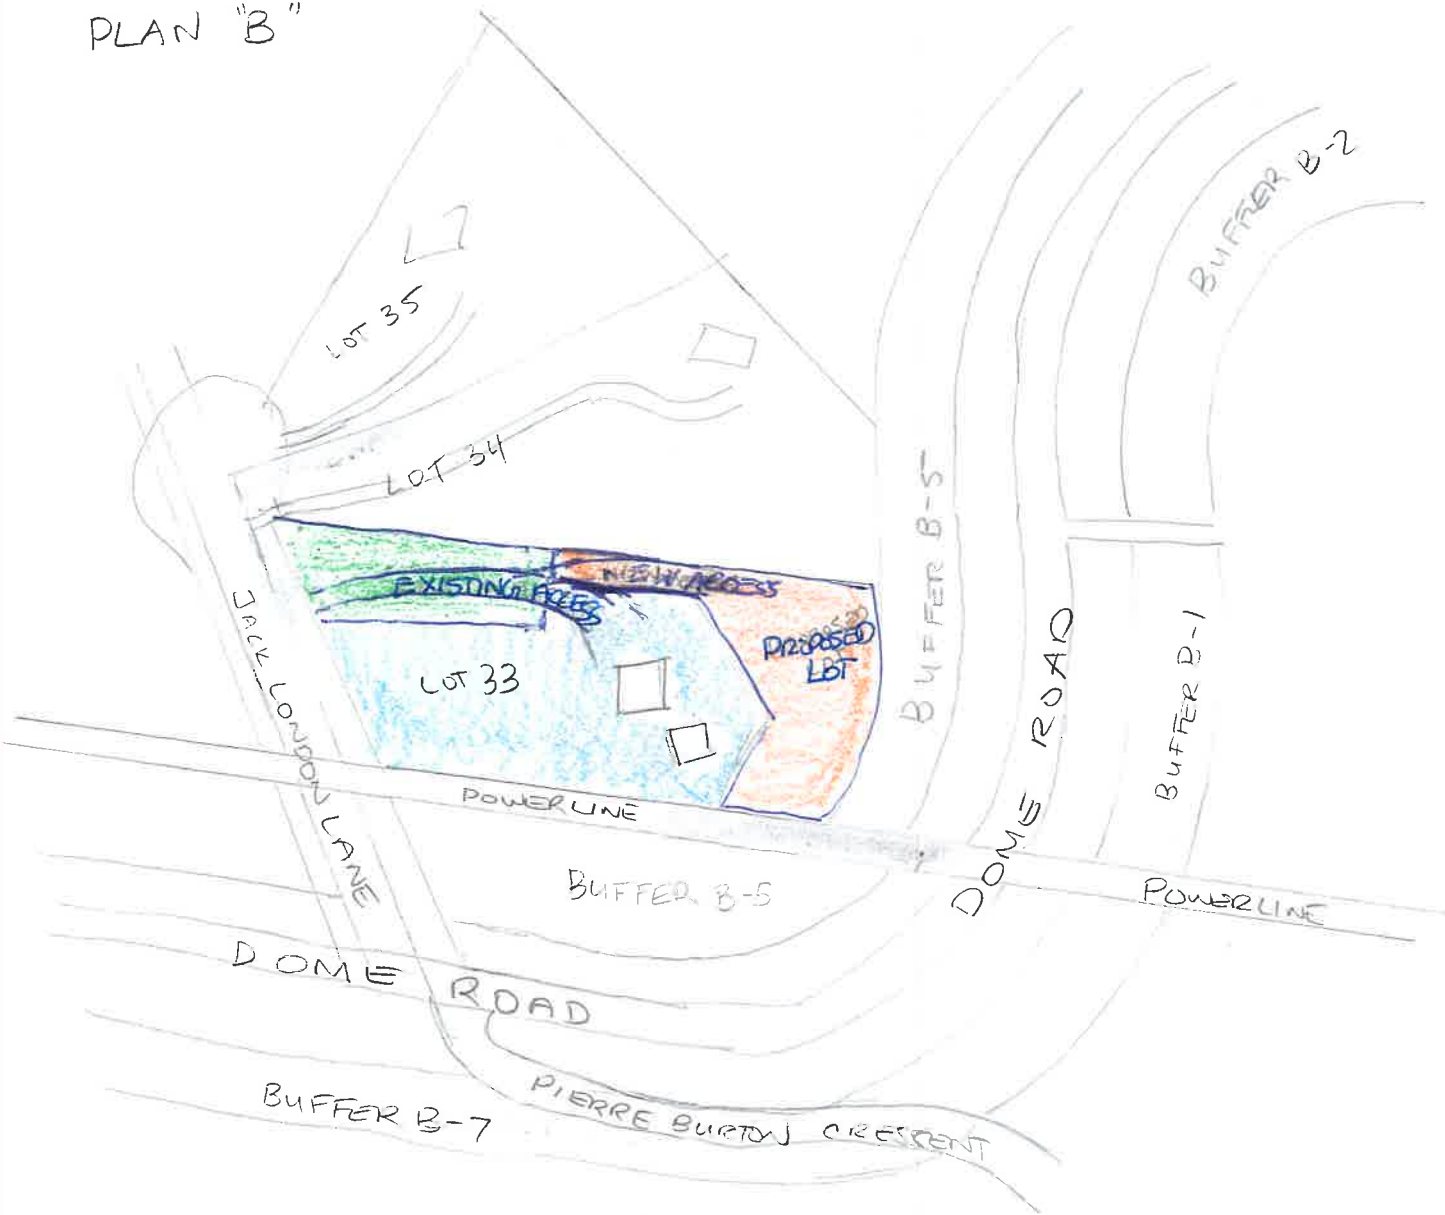 PLAN "B"
BUFFER B-2
LOT 35
LOT 34
BUFFER B-5
NEW ACCESS
EXISTING ACCESS
PROPOSED
LOT
LOT 33
JACK LONDON LANE
DOME ROAD
BUFFER B-1
POWERLINE
BUFFER B-5
POWERLINE
DOME ROAD
BUFFER B-7
PIERRE BURTON CRESCENT